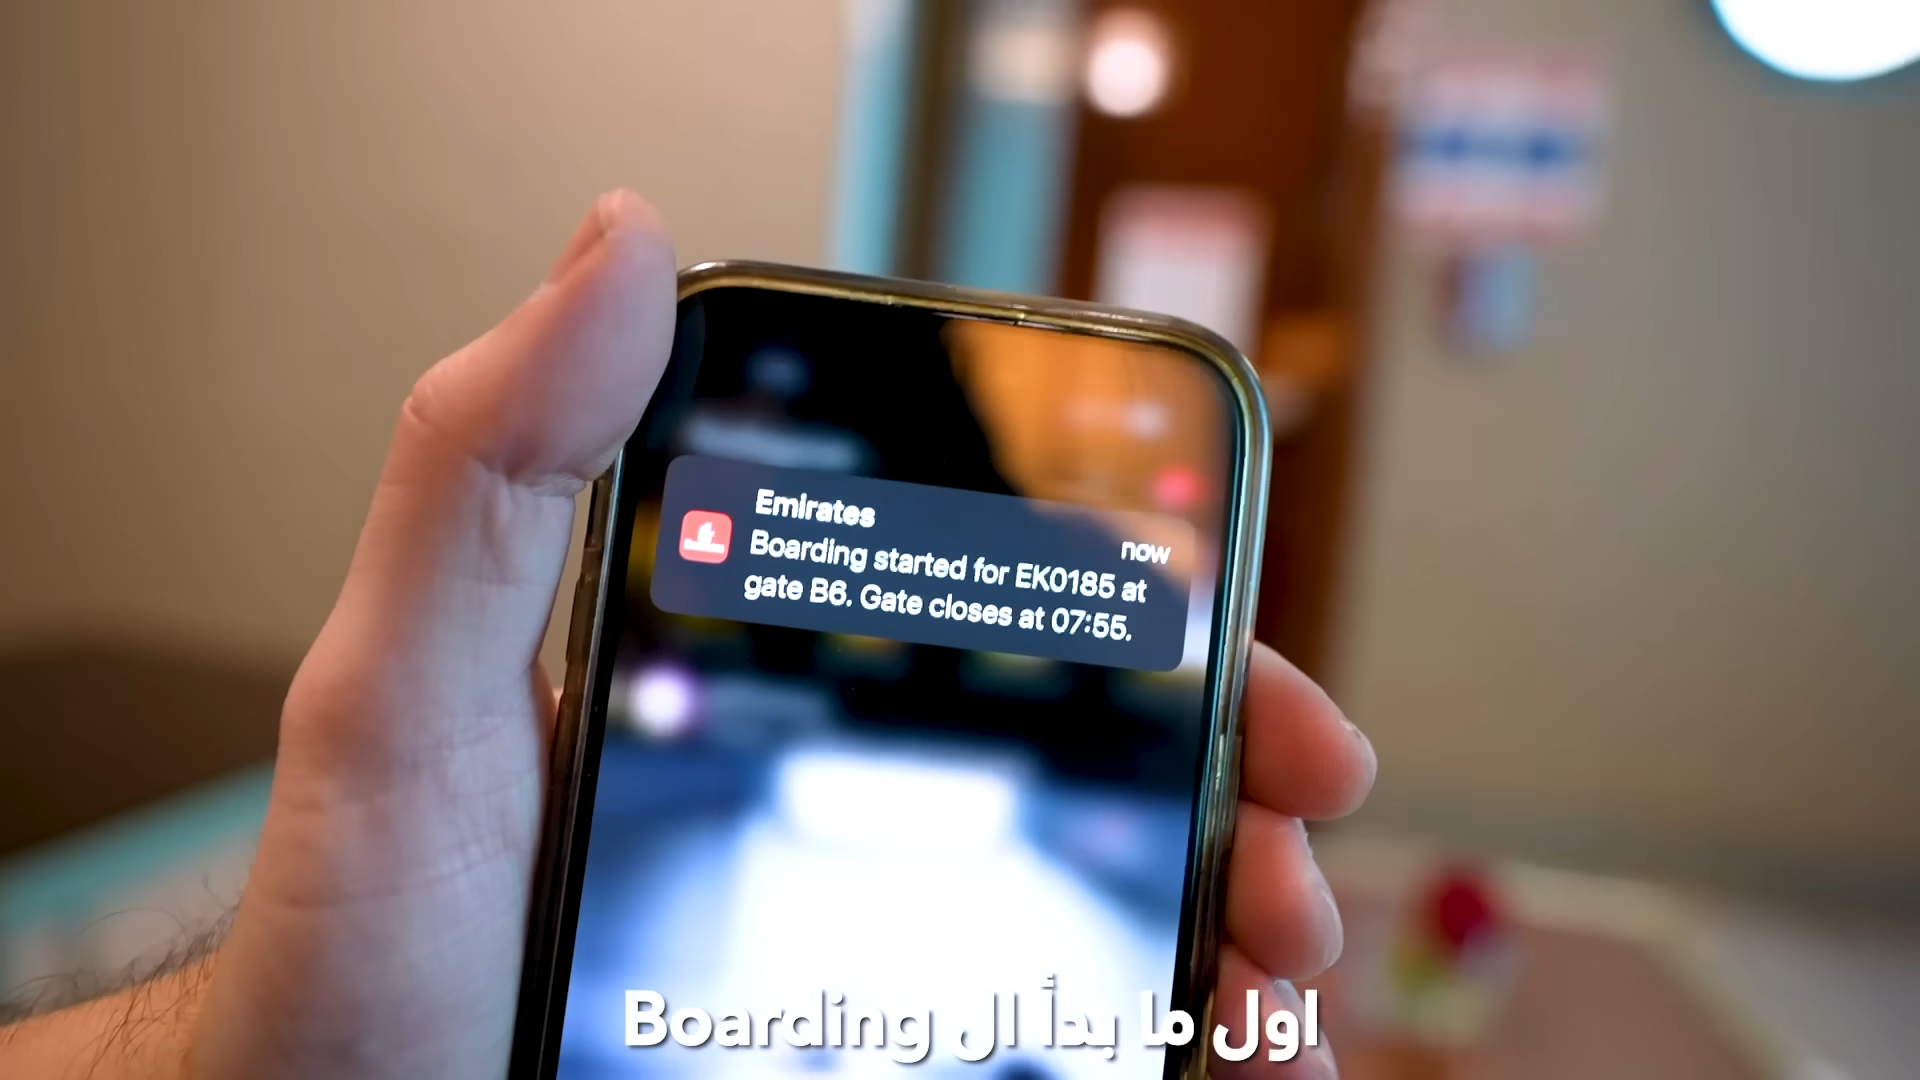 Emirates
now
Boarding started for EK0185 at
gate B6. Gate closes at 07:55.
اول ما بدأ ال Boarding